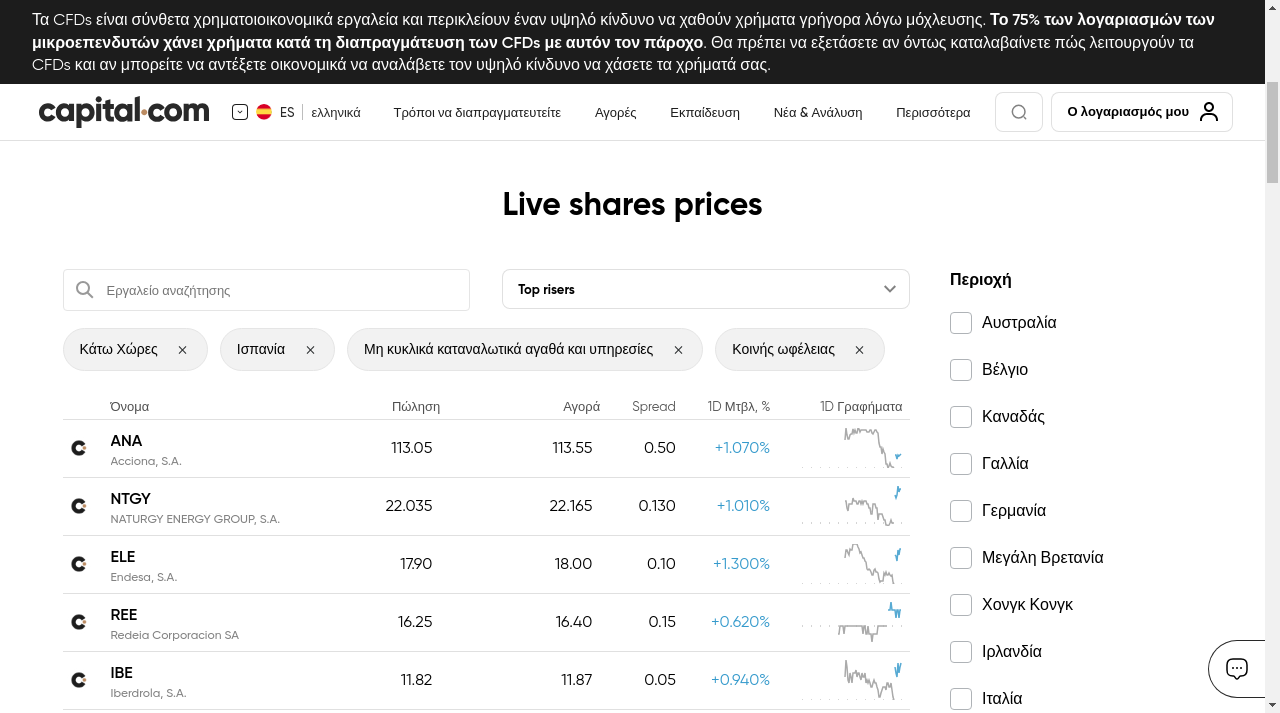 Τα CFDs είναι σύνθετα χρηματοοικονομικά εργαλεία και περικλείουν έναν υψηλό κίνδυνο να χαθούν χρήματα γρήγορα λόγω μόχλευσης. Το 75% των λογαριασμών των
μικροεπενδυτών χάνει χρήματα κατά τη διαπραγμάτευση των CFDs με αυτόν τον πάροχο. Θα πρέπει να εξετάσετε αν όντως καταλαβαίνετε πώς λειτουργούν τα
CFDs και αν μπορείτε να αντέξετε οικονομικά να αναλάβετε τον υψηλό κίνδυνο να χάσετε τα χρήματά σας.
capital.com ES ελληνικά Τρόποι να διαπραγματευτείτε Αγορές Εκπαίδευση Νέα & Ανάλυση Περισσότερα Ο λογαριασμός μου
Live shares prices
Εργαλείο αναζήτησης Top risers
Κάτω Χώρες Ισπανία Μη κυκλικά καταναλωτικά αγαθά και υπηρεσίες Κοινής ωφέλειας
Όνομα Πώληση Αγορά Spread 1D Μτβλ, % 1D Γραφήματα
ANA 113.05 113.55 0.50 +1.070%
Acciona, S.A.
NTGY 22.035 22.165 0.130 +1.010%
NATURGY ENERGY GROUP, S.A.
ELE 17.90 18.00 0.10 +1.300%
Endesa, S.A.
REE 16.25 16.40 0.15 +0.620%
Redeia Corporacion SA
IBE 11.82 11.87 0.05 +0.940%
Iberdrola, S.A.
Περιοχή
Αυστραλία
Βέλγιο
Καναδάς
Γαλλία
Γερμανία
Μεγάλη Βρετανία
Χονγκ Κονγκ
Ιρλανδία
Ιταλία